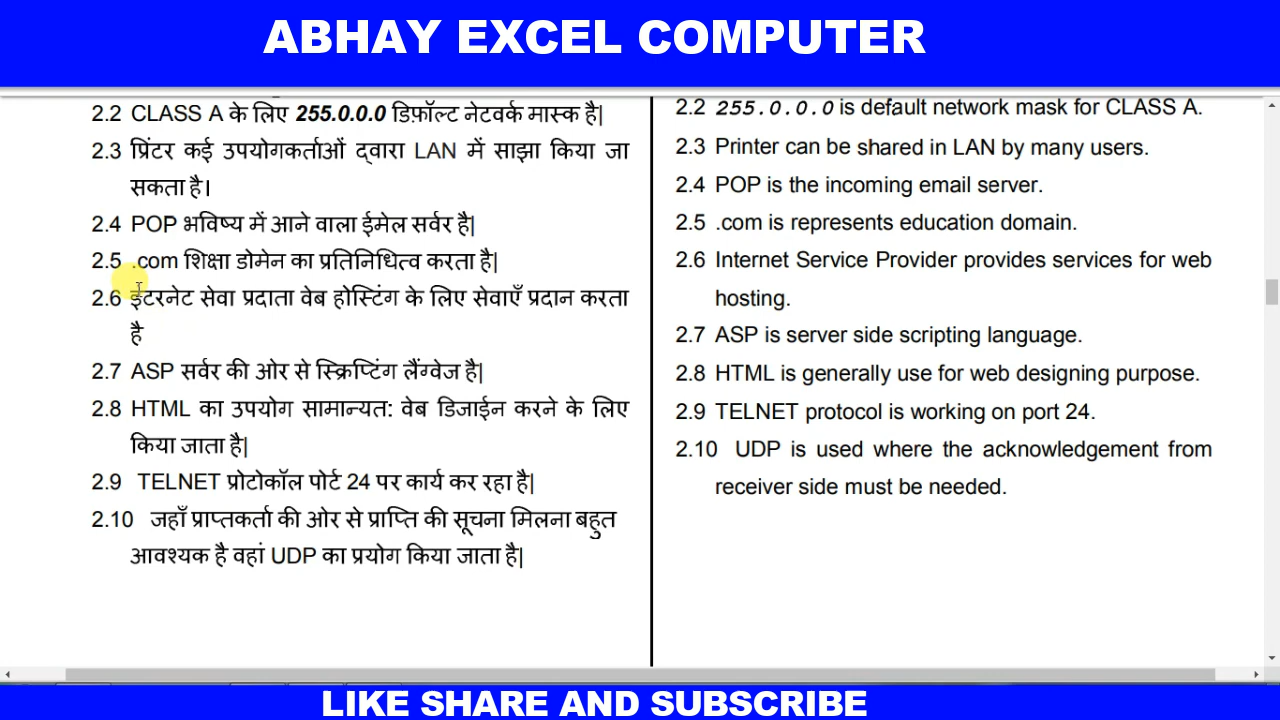 ABHAY EXCEL COMPUTER
2.2 CLASS A के लिए 255.0.0.0 डिफ़ॉल्ट नेटवर्क मास्क है|
2.3 प्रिंटर कई उपयोगकर्ताओं द्वारा LAN में साझा किया जा
सकता है।
2.4 POP भविष्य में आने वाला ईमेल सर्वर है|
2.5 .com शिक्षा डोमेन का प्रतिनिधित्व करता है|
2.6 इंटरनेट सेवा प्रदाता वेब होस्टिंग के लिए सेवाएँ प्रदान करता
है
2.7 ASP सर्वर की ओर से स्क्रिप्टिंग लैंग्वेज है|
2.8 HTML का उपयोग सामान्यत: वेब डिजाईन करने के लिए
किया जाता है|
2.9 TELNET प्रोटोकॉल पोर्ट 24 पर कार्य कर रहा है|
2.10 जहाँ प्राप्तकर्ता की ओर से प्राप्ति की सूचना मिलना बहुत
आवश्यक है वहां UDP का प्रयोग किया जाता है|
2.2 255.0.0.0 is default network mask for CLASS A.
2.3 Printer can be shared in LAN by many users.
2.4 POP is the incoming email server.
2.5 .com is represents education domain.
2.6 Internet Service Provider provides services for web
hosting.
2.7 ASP is server side scripting language.
2.8 HTML is generally use for web designing purpose.
2.9 TELNET protocol is working on port 24.
2.10 UDP is used where the acknowledgement from
receiver side must be needed.
LIKE SHARE AND SUBSCRIBE